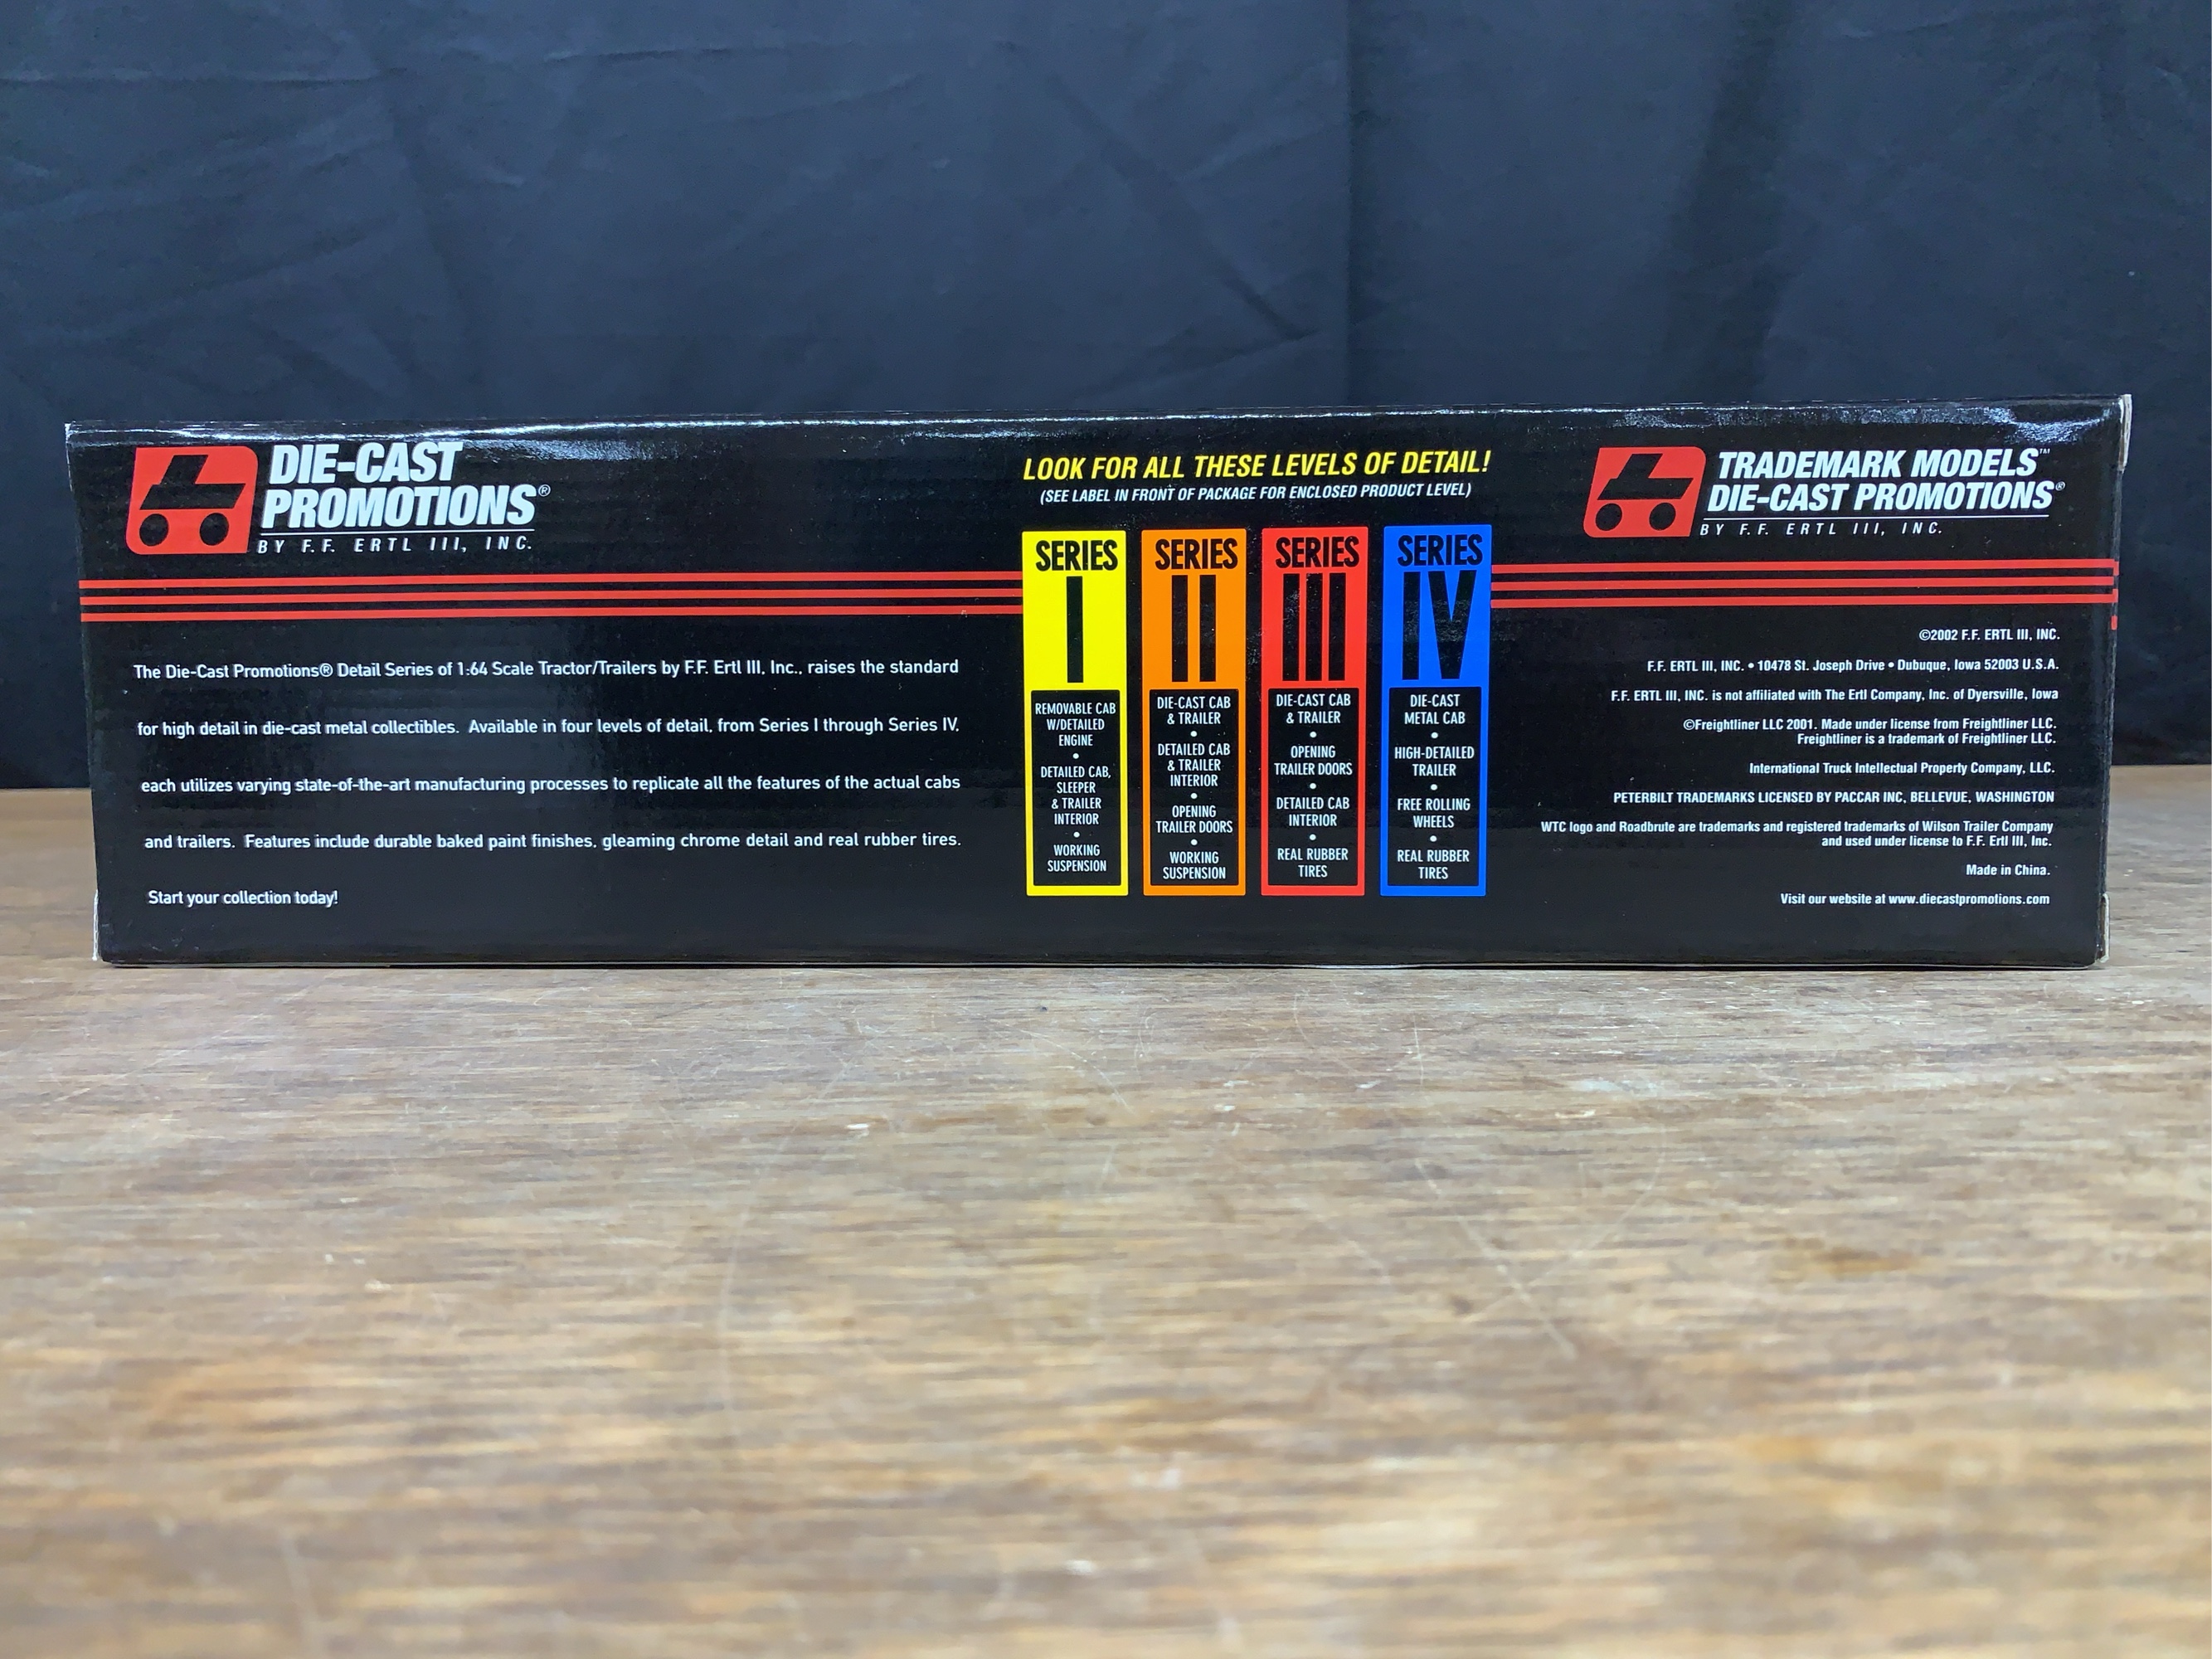 DIE-CAST
PROMOTIONS®
BY F.F. ERTL III, INC.
The Die-Cast Promotions® Detail Series of 1:64 Scale Tractor/Trailers by F.F. Ertl III, Inc., raises the standard
for high detail in die-cast metal collectibles. Available in four levels of detail, from Series I through Series IV,
each utilizes varying state-of-the-art manufacturing processes to replicate all the features of the actual cabs
and trailers. Features include durable baked paint finishes, gleaming chrome detail and real rubber tires.
Start your collection today!
LOOK FOR ALL THESE LEVELS OF DETAIL!
(SEE LABEL IN FRONT OF PACKAGE FOR ENCLOSED PRODUCT LEVEL)
SERIES
I
REMOVABLE CAB
W/DETAILED
ENGINE
•
DETAILED CAB,
SLEEPER
& TRAILER
INTERIOR
•
WORKING
SUSPENSION
SERIES
II
DIE-CAST CAB
& TRAILER
•
DETAILED CAB
& TRAILER
INTERIOR
•
OPENING
TRAILER DOORS
•
WORKING
SUSPENSION
SERIES
III
DIE-CAST CAB
& TRAILER
•
OPENING
TRAILER DOORS
•
DETAILED CAB
INTERIOR
•
REAL RUBBER
TIRES
SERIES
IV
DIE-CAST
METAL CAB
•
HIGH-DETAILED
TRAILER
•
FREE ROLLING
WHEELS
•
REAL RUBBER
TIRES
TRADEMARK MODELS™
DIE-CAST PROMOTIONS®
BY F.F. ERTL III, INC.
©2002 F.F. ERTL III, INC.
F.F. ERTL III, INC. • 10478 St. Joseph Drive • Dubuque, Iowa 52003 U.S.A.
F.F. ERTL III, INC. is not affiliated with The Ertl Company, Inc. of Dyersville, Iowa
©Freightliner LLC 2001. Made under license from Freightliner LLC.
Freightliner is a trademark of Freightliner LLC.
International Truck Intellectual Property Company, LLC.
PETERBILT TRADEMARKS LICENSED BY PACCAR INC, BELLEVUE, WASHINGTON
WTC logo and Roadbrute are trademarks and registered trademarks of Wilson Trailer Company
and used under license to F.F. Ertl III, Inc.
Made in China.
Visit our website at www.diecastpromotions.com